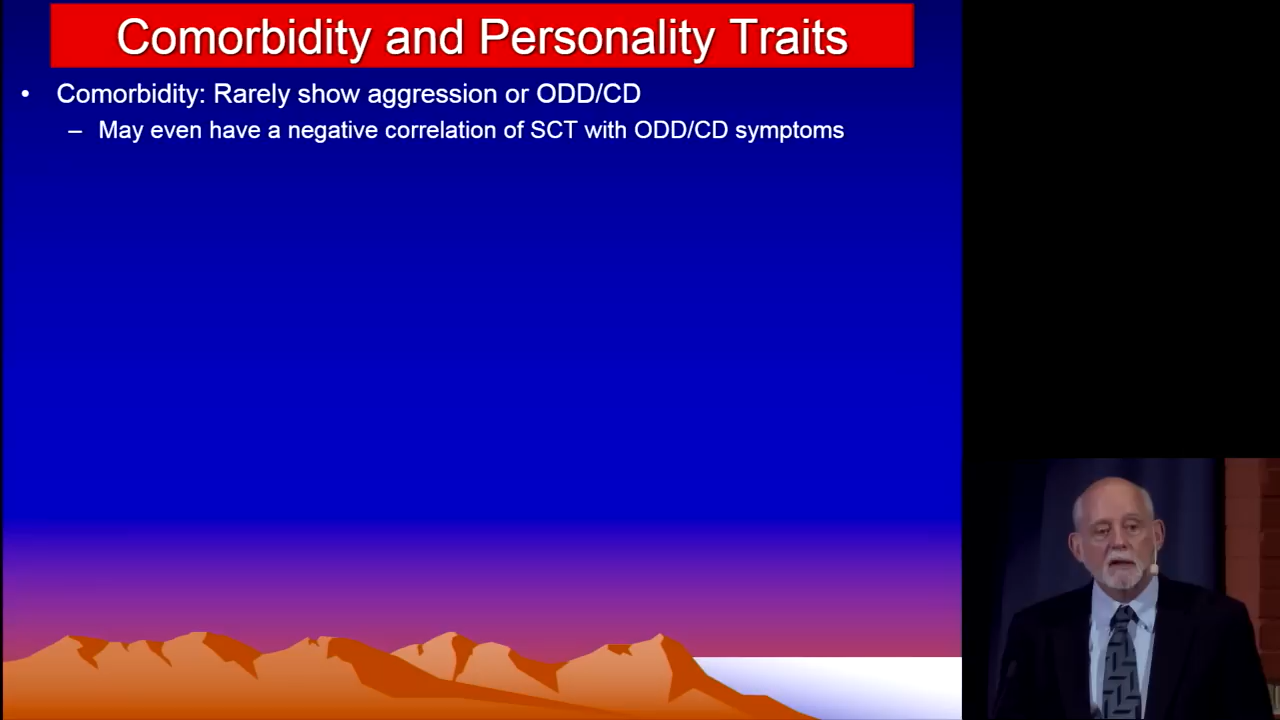 Comorbidity and Personality Traits
• Comorbidity: Rarely show aggression or ODD/CD
– May even have a negative correlation of SCT with ODD/CD symptoms